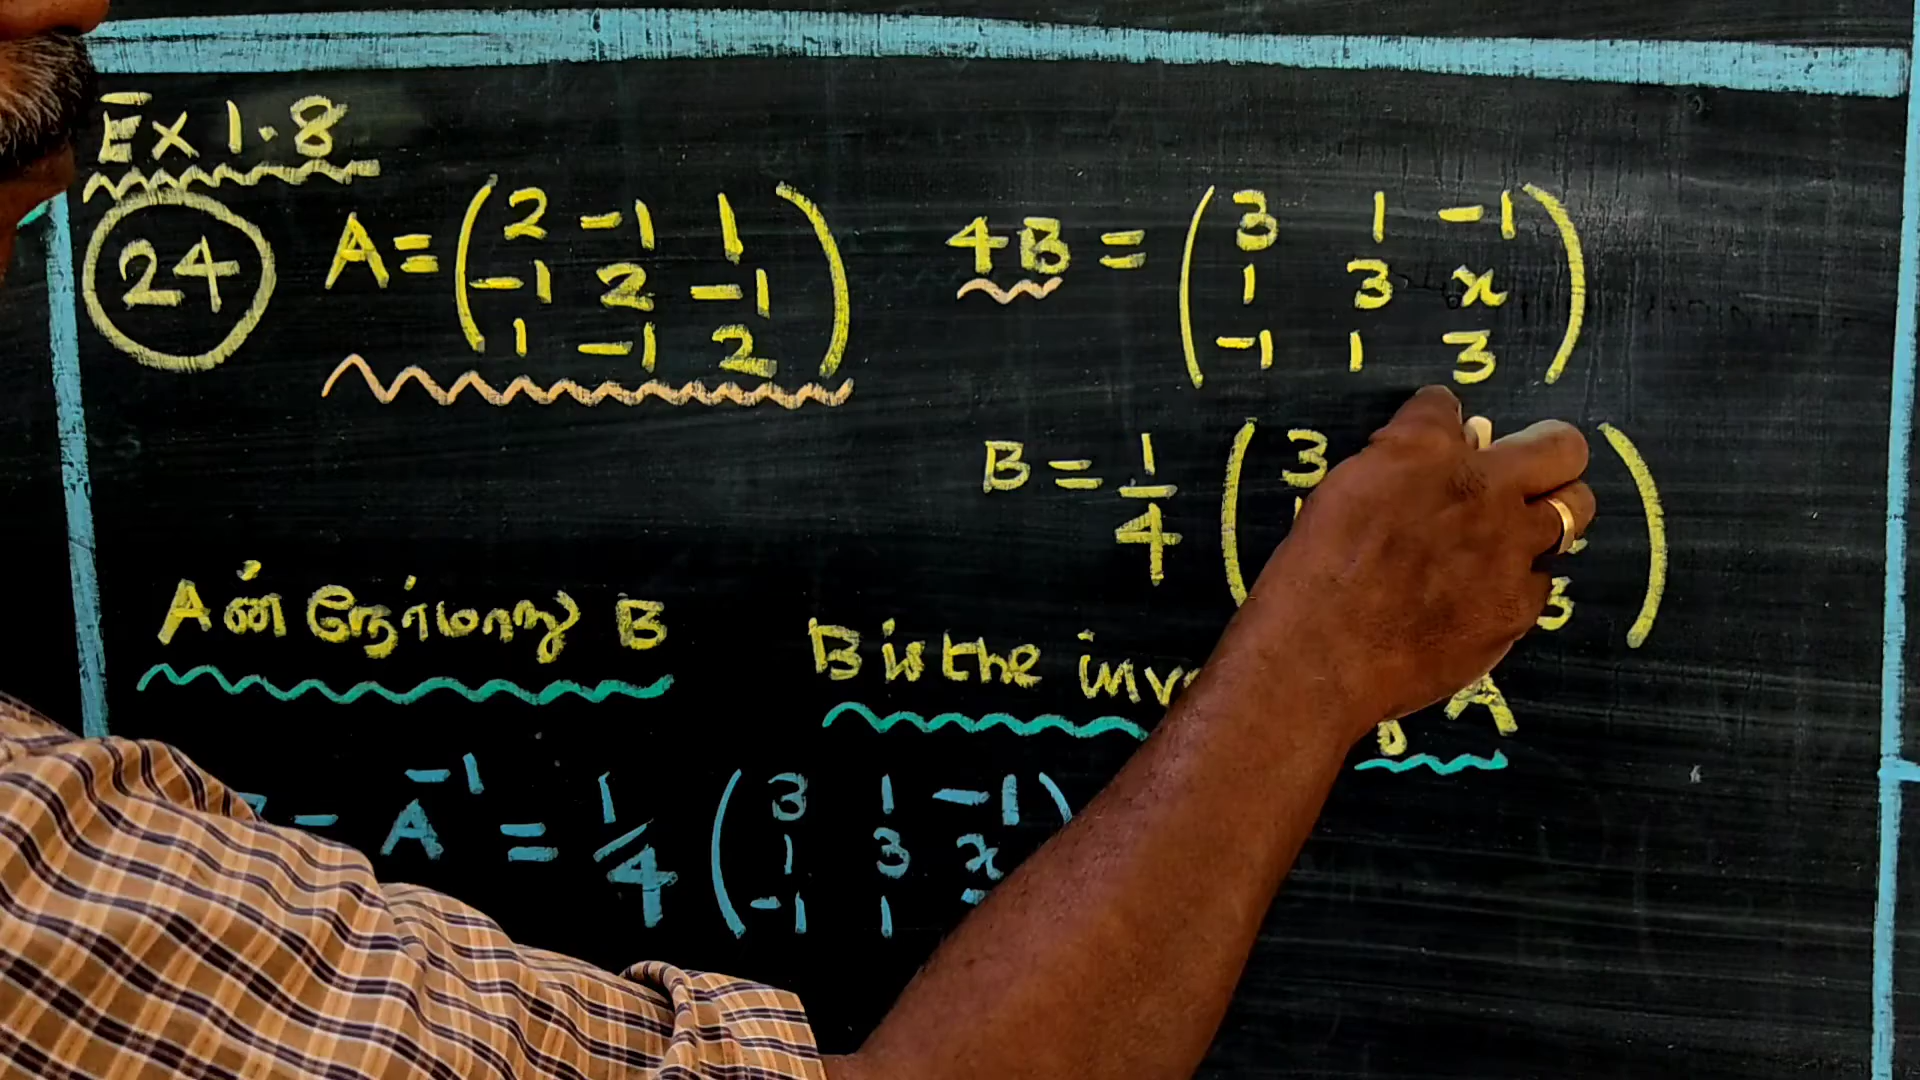 Ex 1.8
24 A = ( 2 -1 1 4B = ( 3 1 -1
-1 2 -1 1 3 x
1 -1 2 ) -1 1 3 )
B = 1/4 ( 3
3 )
A ன் நேர்மாறு B
B is the A
A⁻¹ = 1/4 ( 3 1 -1 )
1 3 x
-1 1